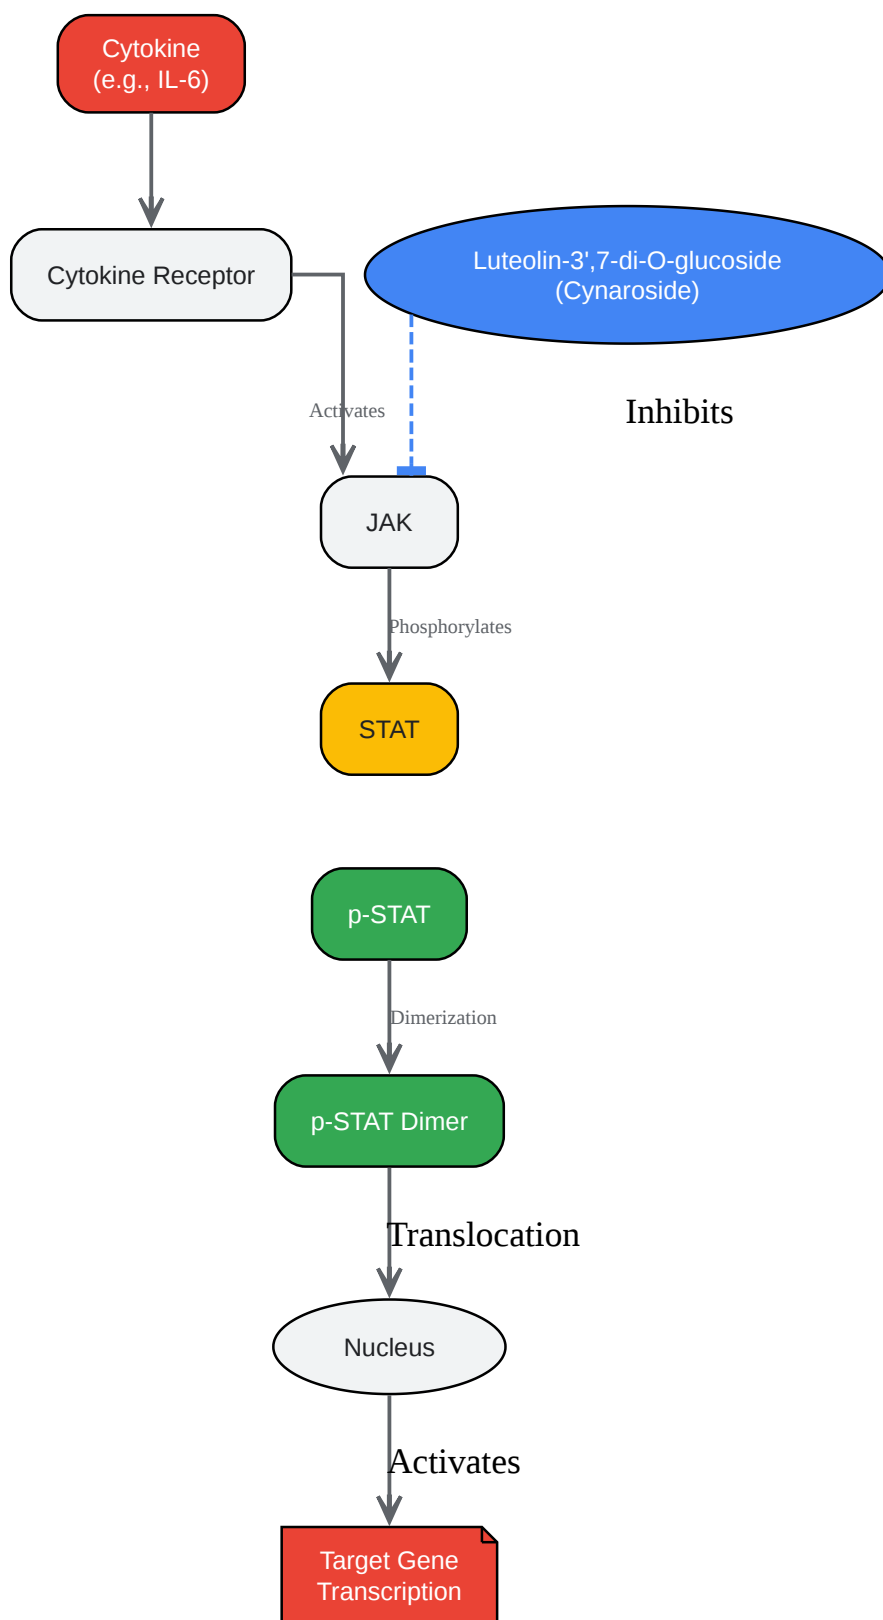 Cytokine
(e.g., IL-6)
Cytokine Receptor
Luteolin-3',7-di-O-glucoside
(Cynaroside)
Activates
Inhibits
JAK
Phosphorylates
STAT
p-STAT
Dimerization
p-STAT Dimer
Translocation
Nucleus
Activates
Target Gene
Transcription